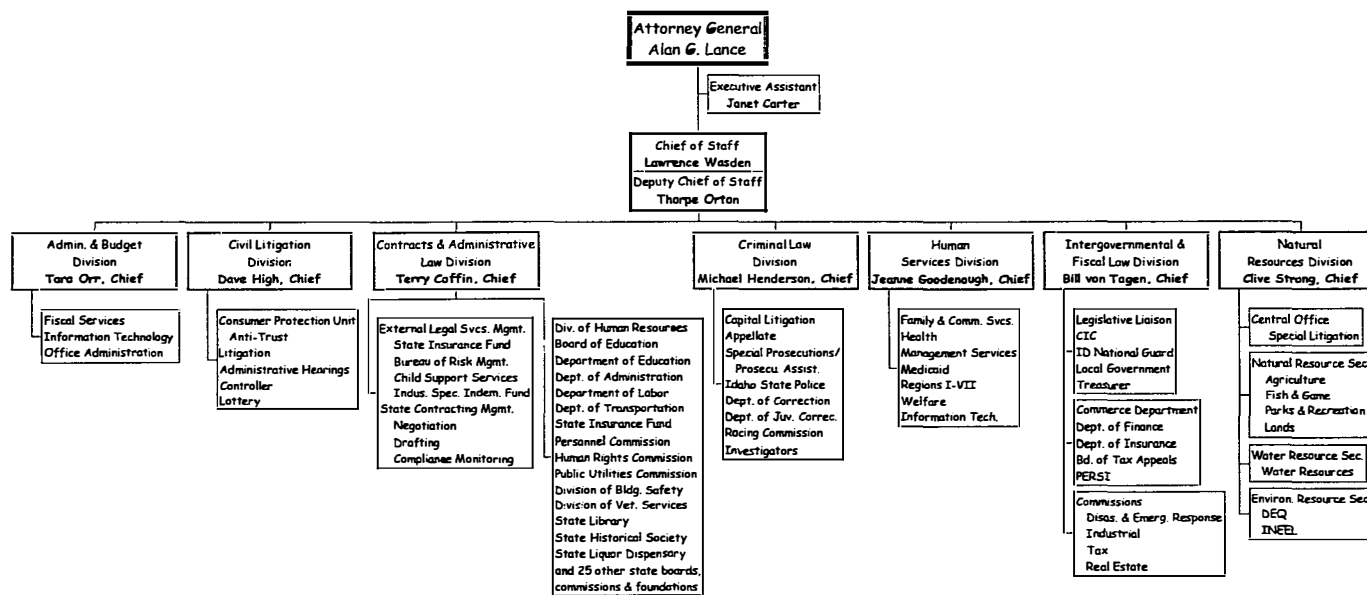 Attorney General
Alan G. Lance
Executive Assistant
Janet Carter
Chief of Staff
Lawrence Wasden
Deputy Chief of Staff
Thorpe Orton
Admin. & Budget
Division
Tara Orr, Chief
Fiscal Services
Information Technology
Office Administration
Civil Litigation
Division
Dave High, Chief
Consumer Protection Unit
Anti-Trust
Litigation
Administrative Hearings
Controller
Lottery
Contracts & Administrative
Law Division
Terry Coffin, Chief
External Legal Svcs. Mgmt.
State Insurance Fund
Bureau of Risk Mgmt.
Child Support Services
Indus. Spec. Indem. Fund
State Contracting Mgmt.
Negotiation
Drafting
Compliance Monitoring
Div. of Human Resources
Board of Education
Department of Education
Dept. of Administration
Department of Labor
Dept. of Transportation
State Insurance Fund
Personnel Commission
Human Rights Commission
Public Utilities Commission
Division of Bldg. Safety
Division of Vet. Services
State Library
State Historical Society
State Liquor Dispensary
and 25 other state boards,
commissions & foundations
Criminal Law
Division
Michael Henderson, Chief
Capital Litigation
Appellate
Special Prosecutions/
Prosecu. Assist.
Idaho State Police
Dept. of Correction
Dept. of Juv. Correc.
Racing Commission
Investigators
Human
Services Division
Jeanne Goodenough, Chief
Family & Comm. Svcs.
Health
Management Services
Medicaid
Regions I-VII
Welfare
Information Tech.
Intergovernmental &
Fiscal Law Division
Bill von Tagen, Chief
Legislative Liaison
CIC
ID National Guard
Local Government
Treasurer
Commerce Department
Dept. of Finance
Dept. of Insurance
Bd. of Tax Appeals
PERSI
Commissions
Disas. & Emerg. Response
Industrial
Tax
Real Estate
Natural
Resources Division
Clive Strong, Chief
Central Office
Special Litigation
Natural Resource Sec.
Agriculture
Fish & Game
Parks & Recreation
Lands
Water Resource Sec.
Water Resources
Environ. Resource Sec.
DEQ
INEEL